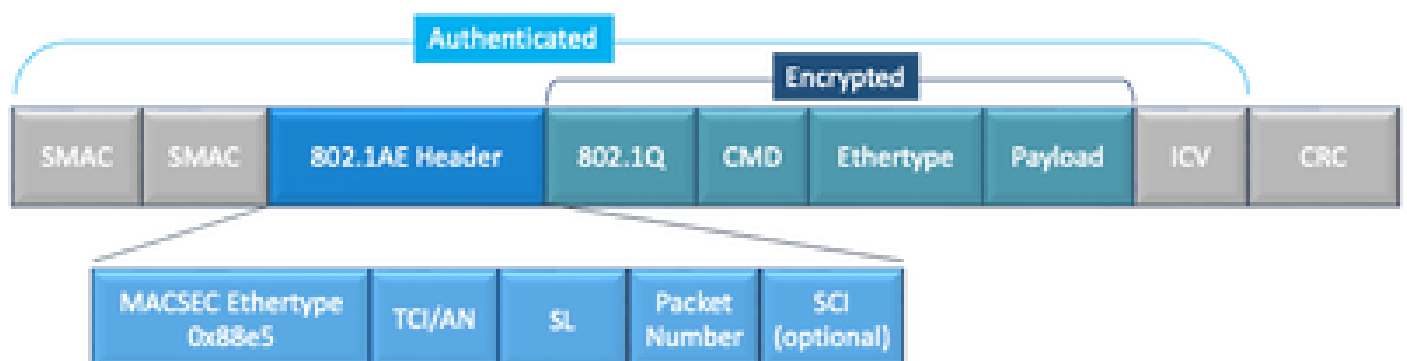 Authenticated
Encrypted
SMAC
SMAC
802.1AE Header
802.1Q
CMD
Ethertype
Payload
ICV
CRC
MACSEC Ethertype
0x88e5
TCI/AN
SL
Packet
Number
SCI
(optional)